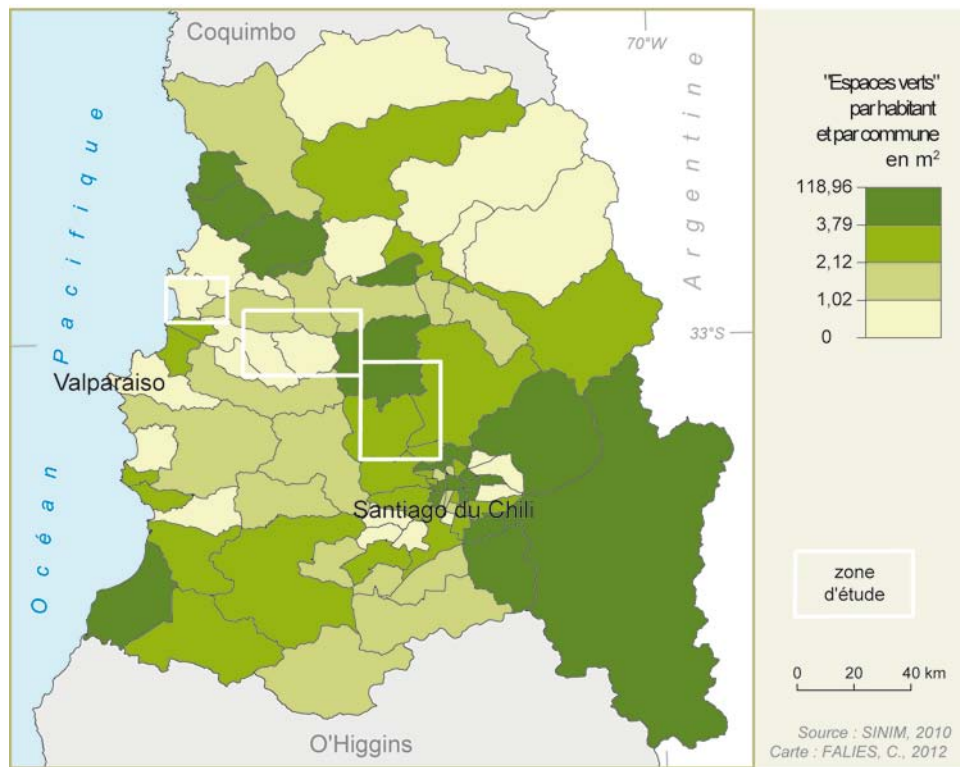 Coquimbo
70°W
Argentine
Océan Pacifique
33°S
Valparaiso
Santiago du Chili
O'Higgins
"Espaces verts"
par habitant
et par commune
en m²
118,96
3,79
2,12
1,02
0
zone
d'étude
0 20 40 km
Source : SINIM, 2010
Carte : FALIES, C., 2012